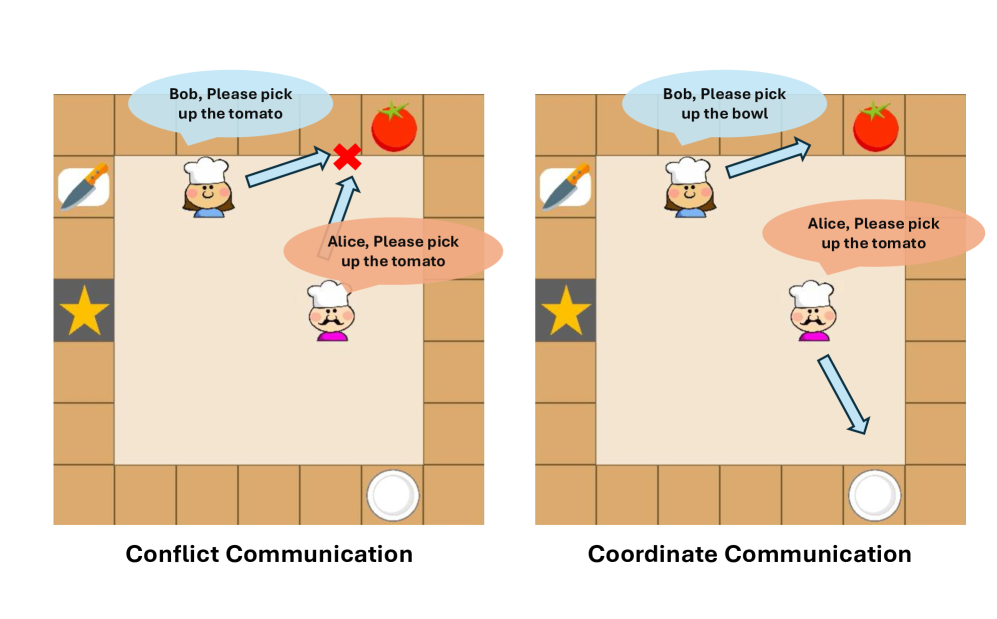 Bob, Please pick
up the tomato
Alice, Please pick
up the tomato
Conflict Communication
Bob, Please pick
up the bowl
Alice, Please pick
up the tomato
Coordinate Communication